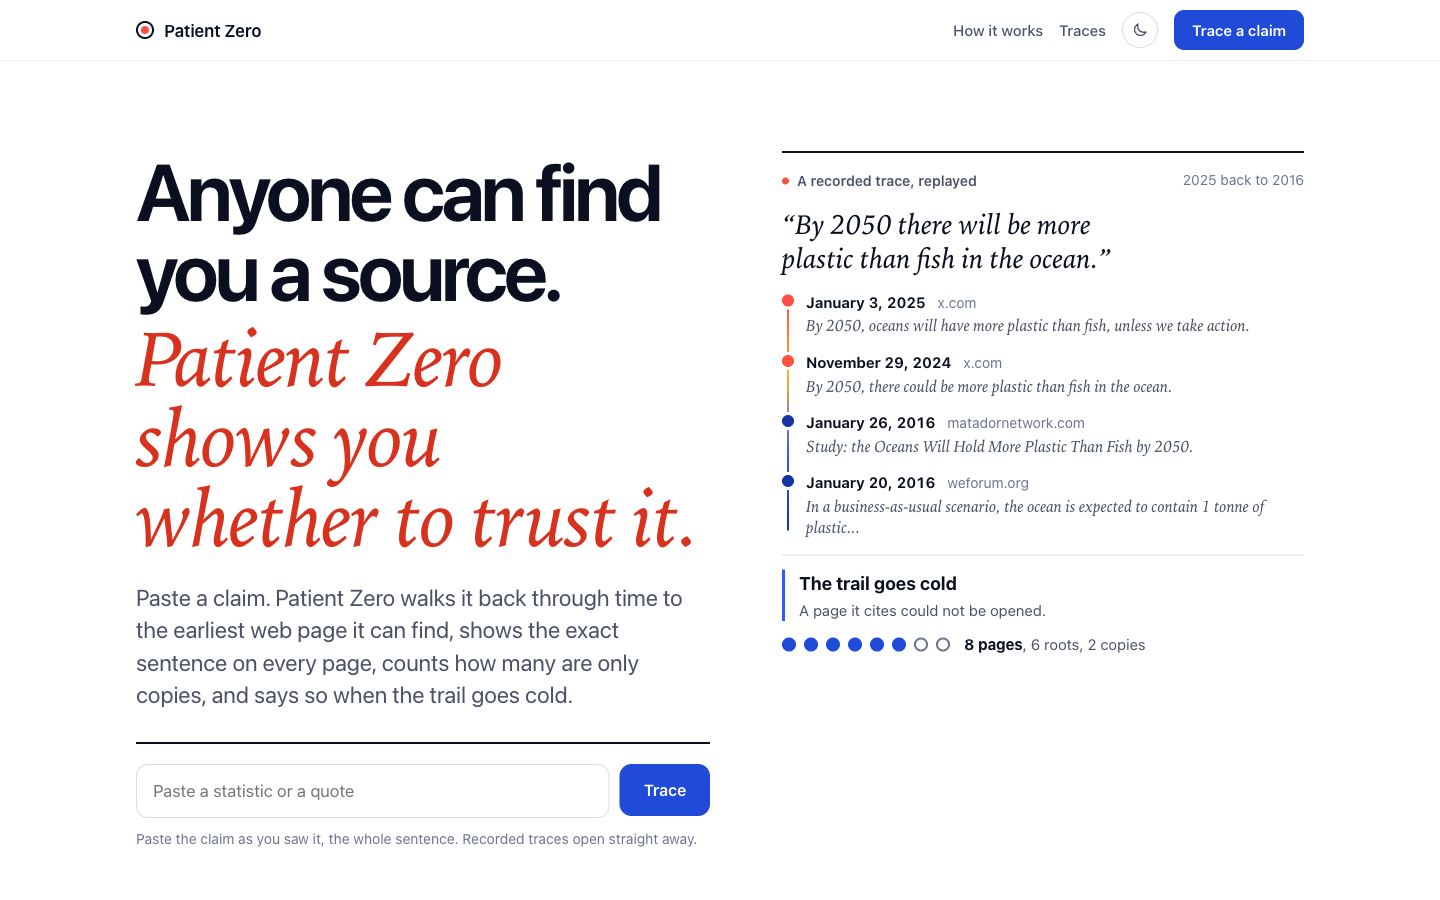 Patient Zero
How it works
Traces
Trace a claim
Anyone can find
you a source.
Patient Zero
shows you
whether to trust it.
Paste a claim. Patient Zero walks it back through time to
the earliest web page it can find, shows the exact
sentence on every page, counts how many are only
copies, and says so when the trail goes cold.
Paste a statistic or a quote
Trace
Paste the claim as you saw it, the whole sentence. Recorded traces open straight away.
A recorded trace, replayed
2025 back to 2016
“By 2050 there will be more
plastic than fish in the ocean.”
January 3, 2025 x.com
By 2050, oceans will have more plastic than fish, unless we take action.
November 29, 2024 x.com
By 2050, there could be more plastic than fish in the ocean.
January 26, 2016 matadornetwork.com
Study: the Oceans Will Hold More Plastic Than Fish by 2050.
January 20, 2016 weforum.org
In a business-as-usual scenario, the ocean is expected to contain 1 tonne of
plastic…
The trail goes cold
A page it cites could not be opened.
8 pages, 6 roots, 2 copies